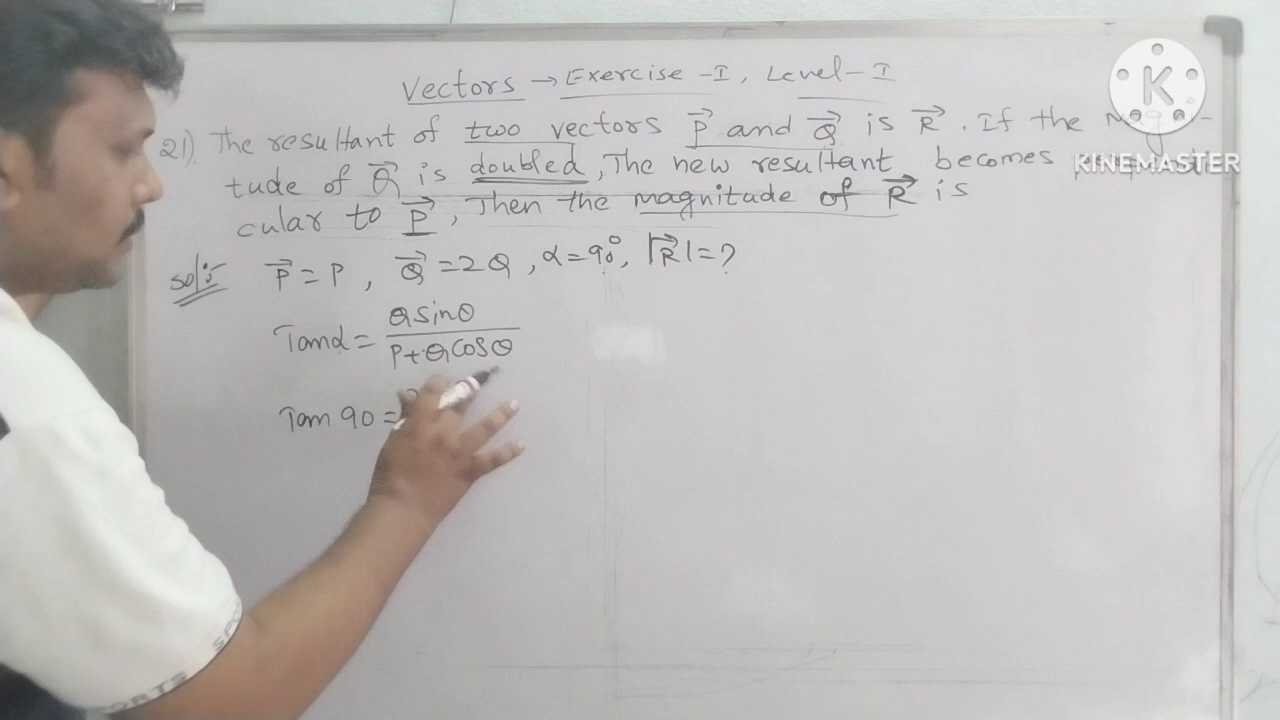 Vectors → Exercise -I, Level-I
21). The resultant of two vectors P⃗ and Q⃗ is R⃗. If the
tude of Q⃗ is doubled, The new resultant becomes
cular to P⃗, Then the magnitude of R⃗ is
sol:- P⃗ = P, Q⃗ = 2Q, α = 90°, |R⃗| = ?
Tanα = Q sinθ / P + Q cosθ
Tan 90 =
K
KINEMASTER
SPORTS